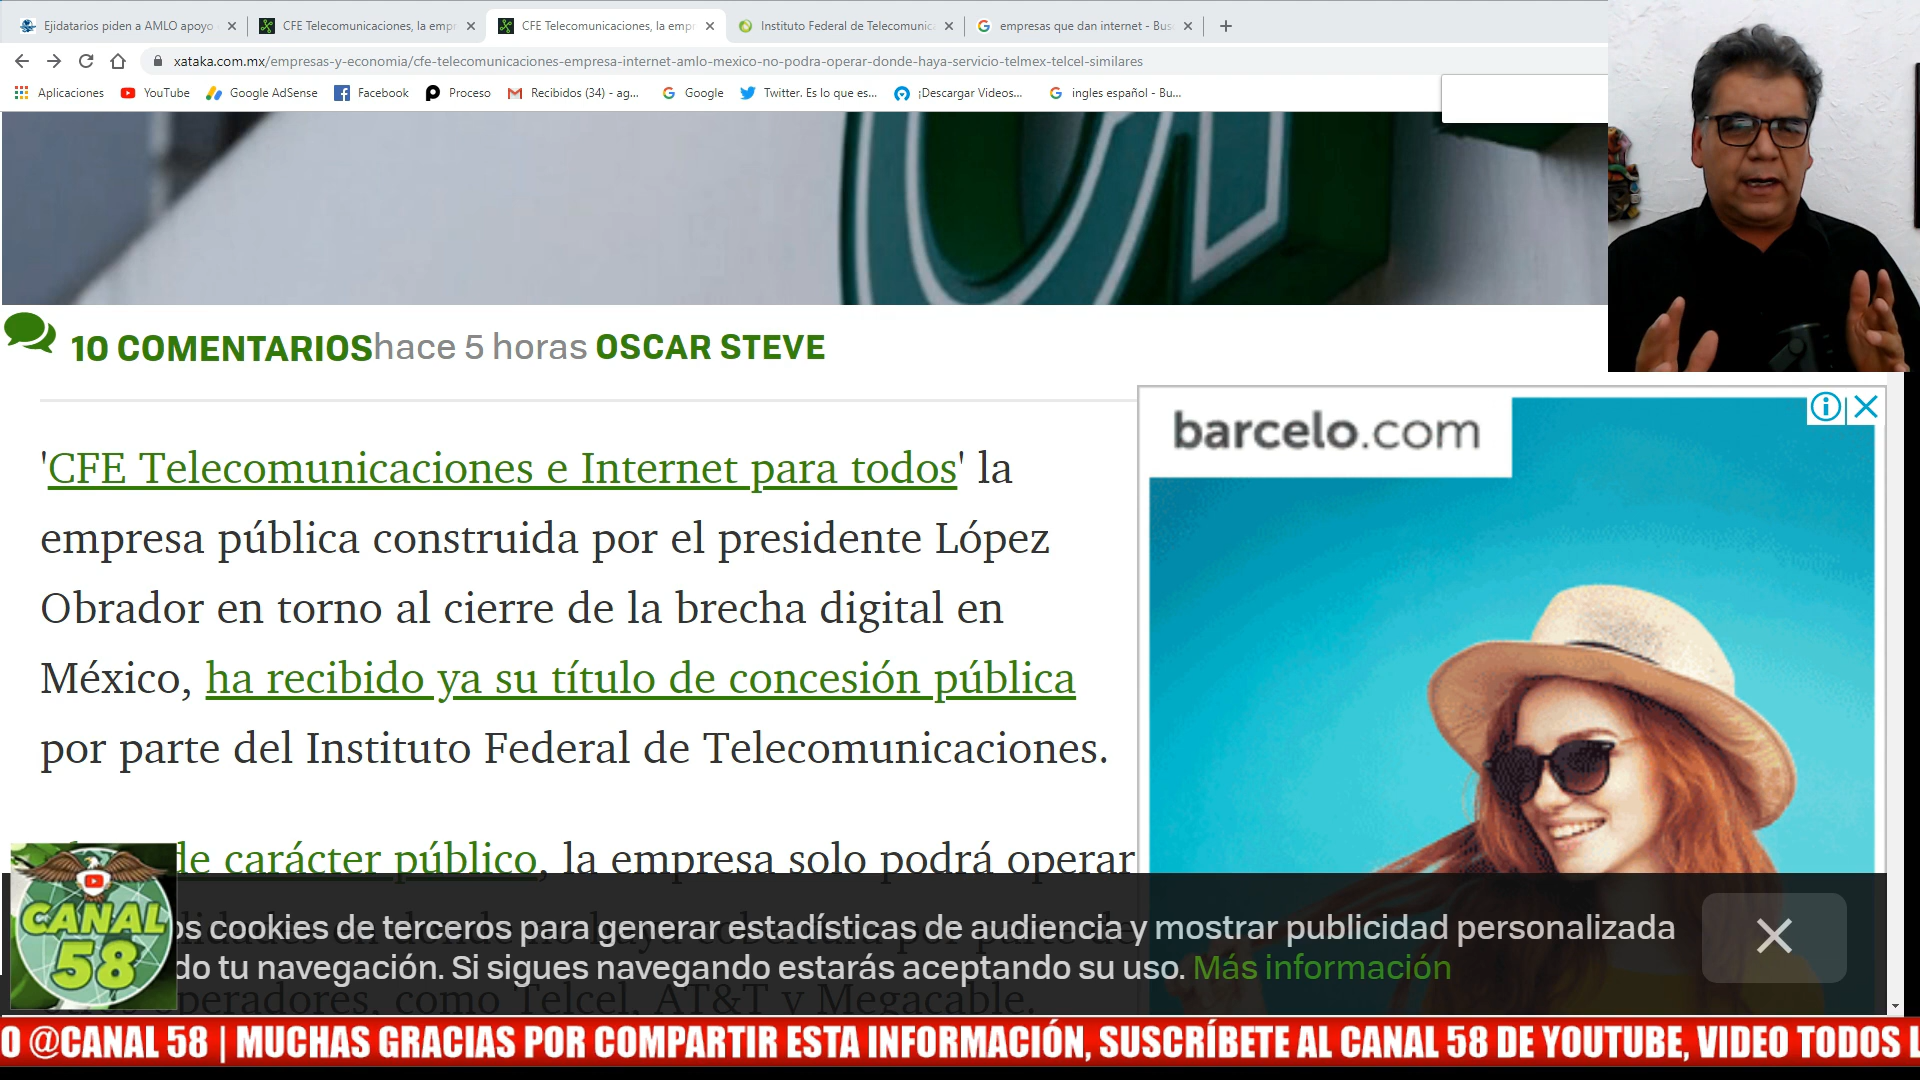 Ejidatarios piden a AMLO apoyo
CFE Telecomunicaciones, la emp
CFE Telecomunicaciones, la emp
Instituto Federal de Telecomunica
empresas que dan internet - Bus
xataka.com.mx/empresas-y-economia/cfe-telecomunicaciones-empresa-internet-amlo-mexico-no-podra-operar-donde-haya-servicio-telmex-telcel-similares
Aplicaciones YouTube Google AdSense Facebook Proceso Recibidos (34) - ag... Google Twitter. Es lo que es... ¡Descargar Videos... ingles español - Bu...
10 COMENTARIOS hace 5 horas OSCAR STEVE
barcelo.com
'CFE Telecomunicaciones e Internet para todos' la
empresa pública construida por el presidente López
Obrador en torno al cierre de la brecha digital en
México, ha recibido ya su título de concesión pública
por parte del Instituto Federal de Telecomunicaciones.
de carácter público, la empresa solo podrá operar
os cookies de terceros para generar estadísticas de audiencia y mostrar publicidad personalizada
do tu navegación. Si sigues navegando estarás aceptando su uso. Más información
operadores, como Telcel, AT&T y Megacable.
CANAL
58
O @CANAL 58 | MUCHAS GRACIAS POR COMPARTIR ESTA INFORMACIÓN, SUSCRÍBETE AL CANAL 58 DE YOUTUBE, VIDEO TODOS L